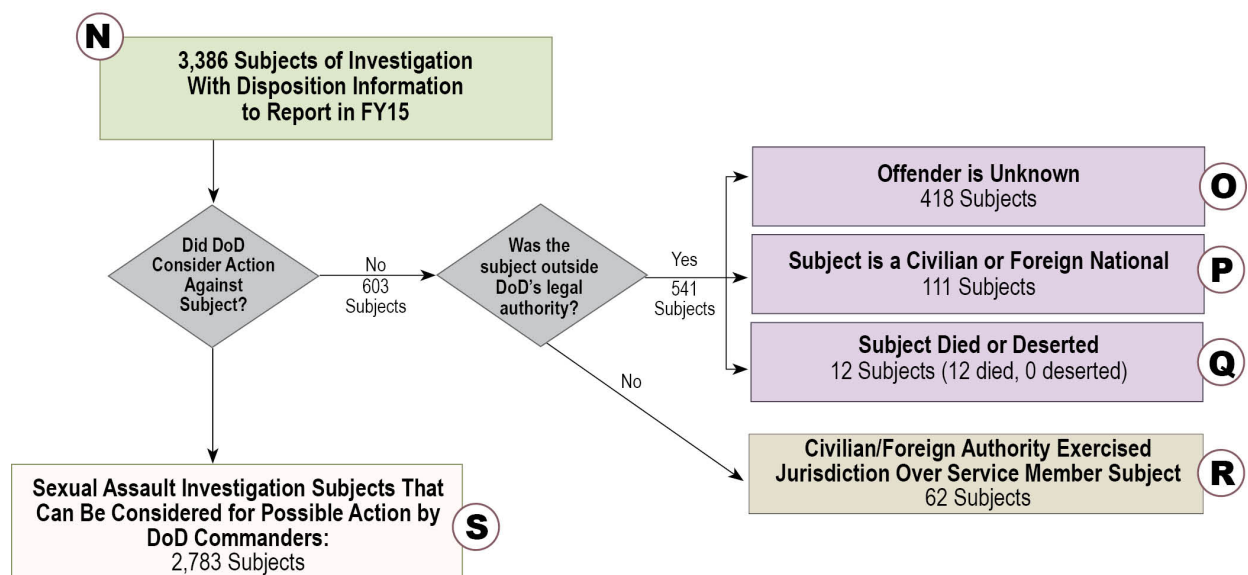 N
3,386 Subjects of Investigation
With Disposition Information
to Report in FY15
Did DoD
Consider Action
Against
Subject?
No
603
Subjects
Was the
subject outside
DoD's legal
authority?
Yes
541
Subjects
Offender is Unknown
418 Subjects
O
Subject is a Civilian or Foreign National
111 Subjects
P
Subject Died or Deserted
12 Subjects (12 died, 0 deserted)
Q
No
Civilian/Foreign Authority Exercised
Jurisdiction Over Service Member Subject
62 Subjects
R
Sexual Assault Investigation Subjects That
Can Be Considered for Possible Action by
DoD Commanders:
2,783 Subjects
S